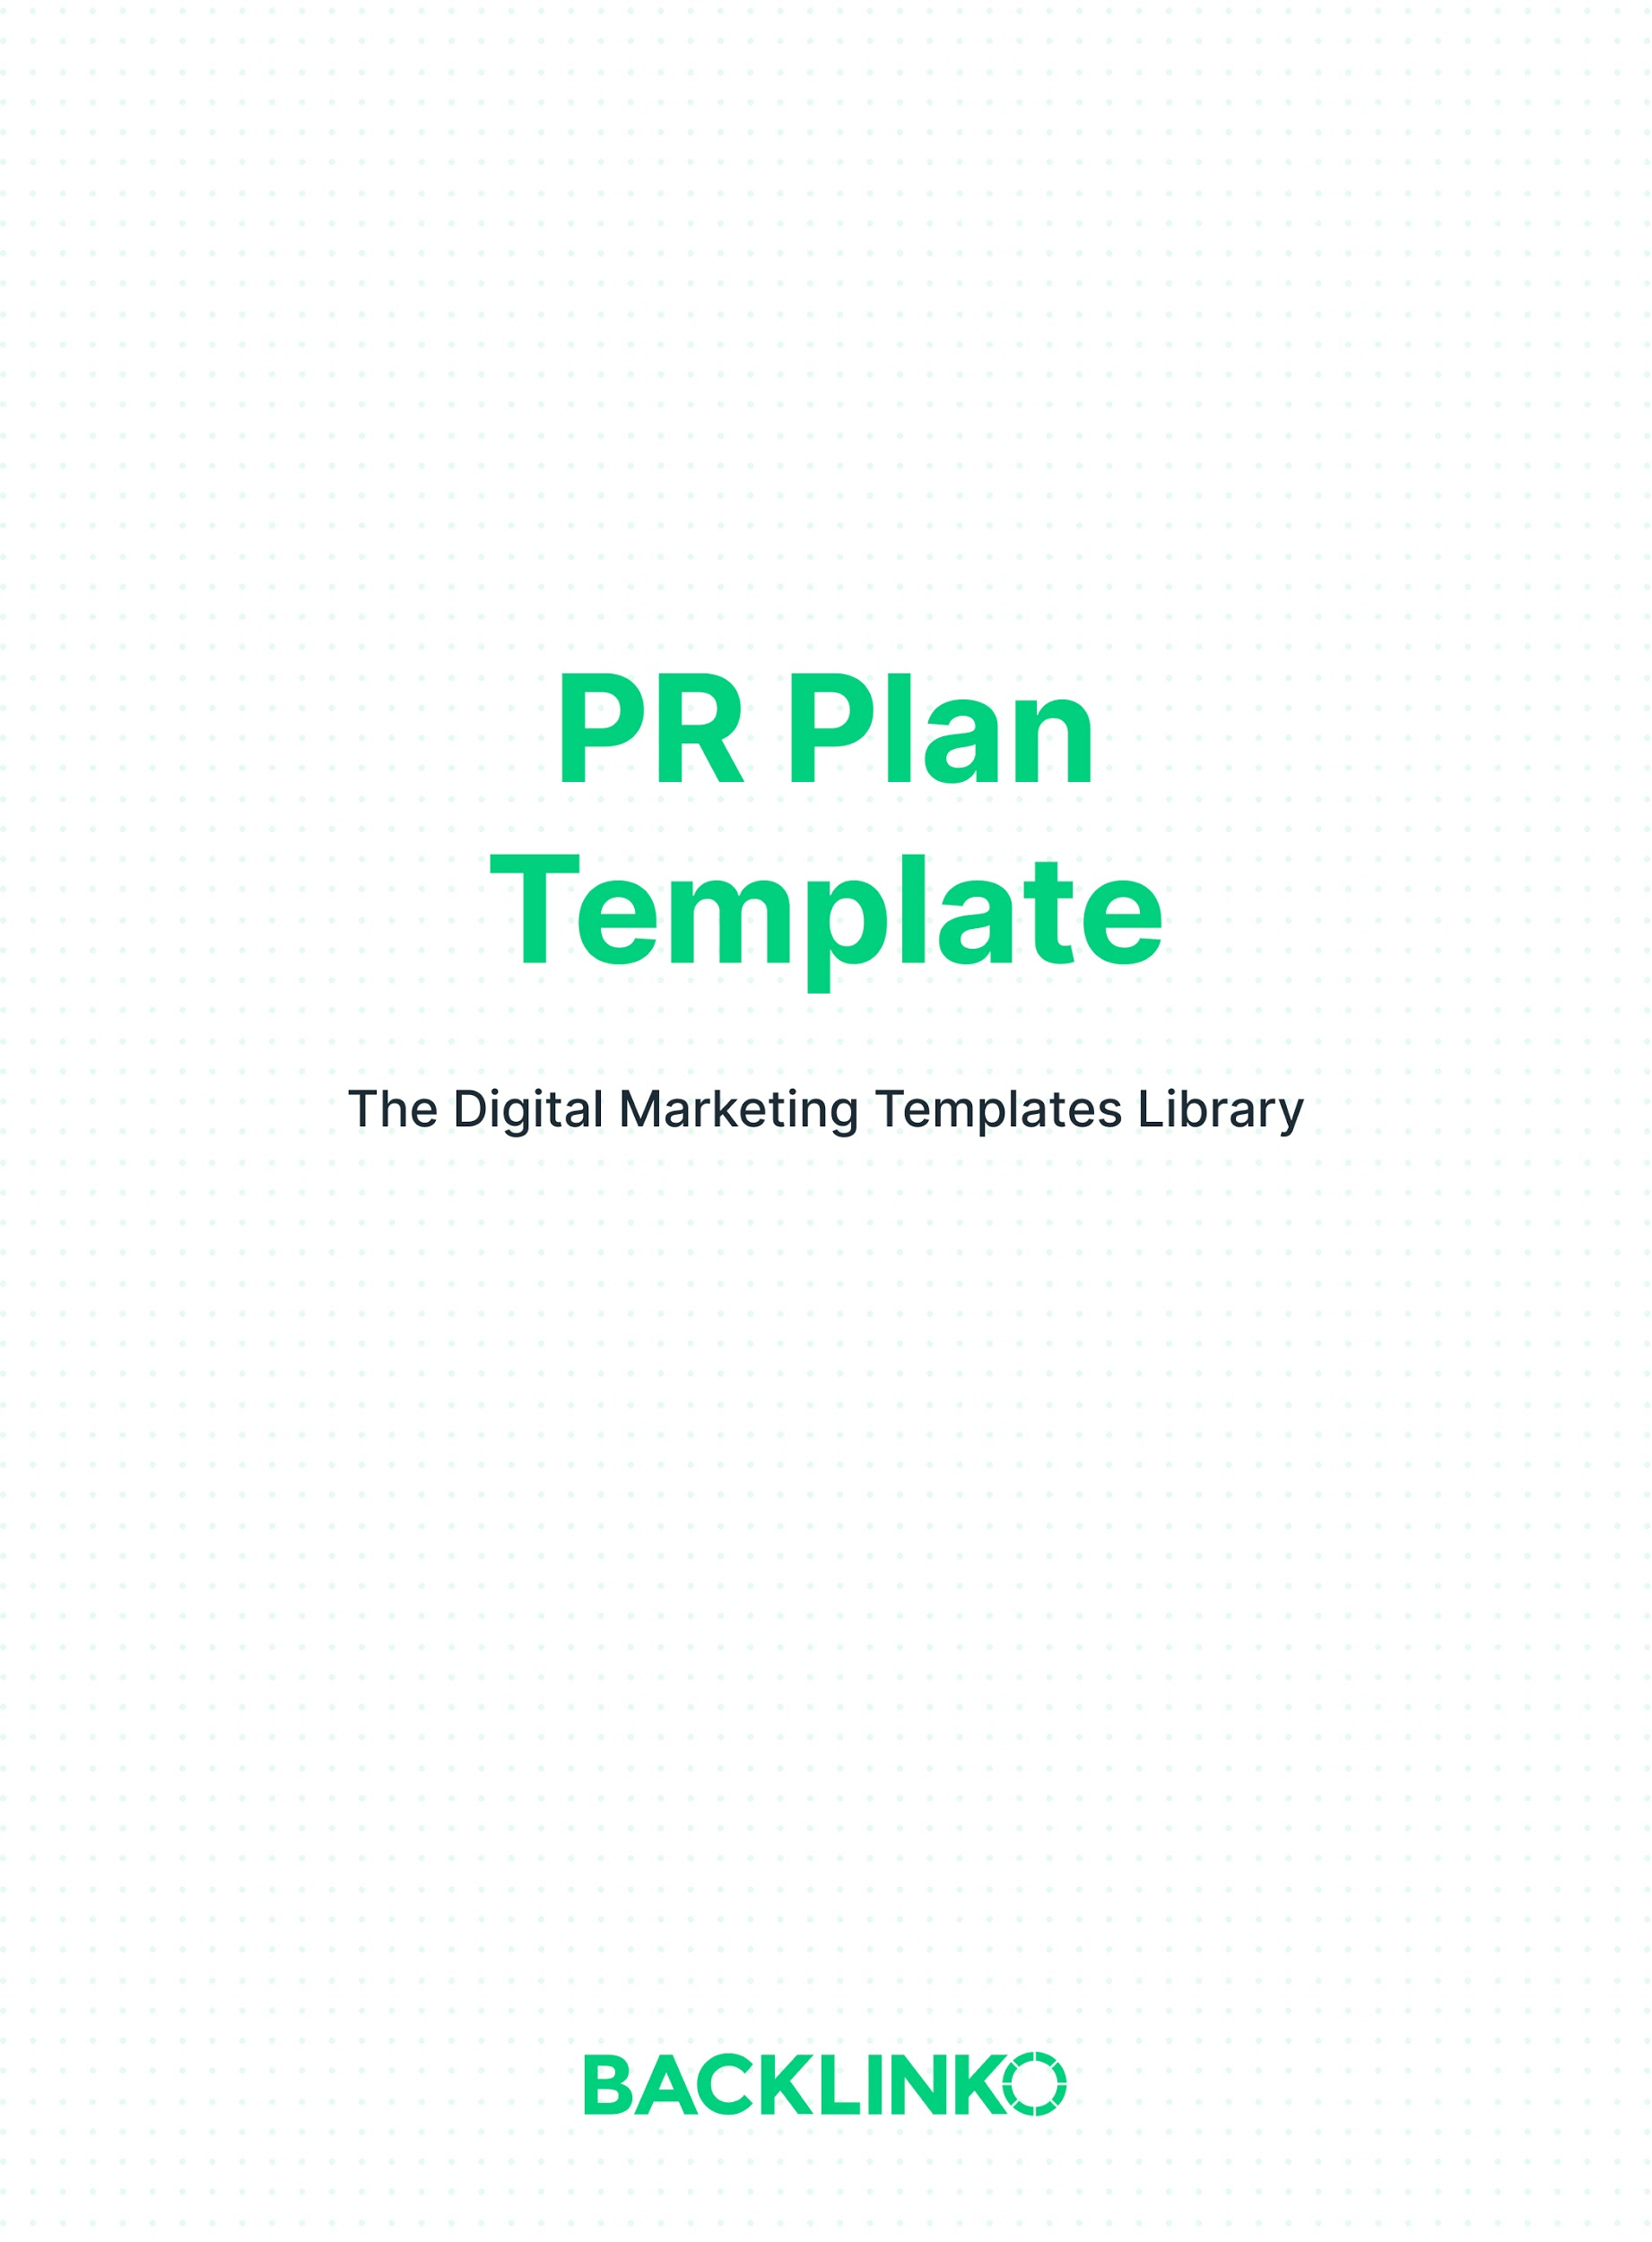 PR Plan
Template
The Digital Marketing Templates Library
BACKLINKO